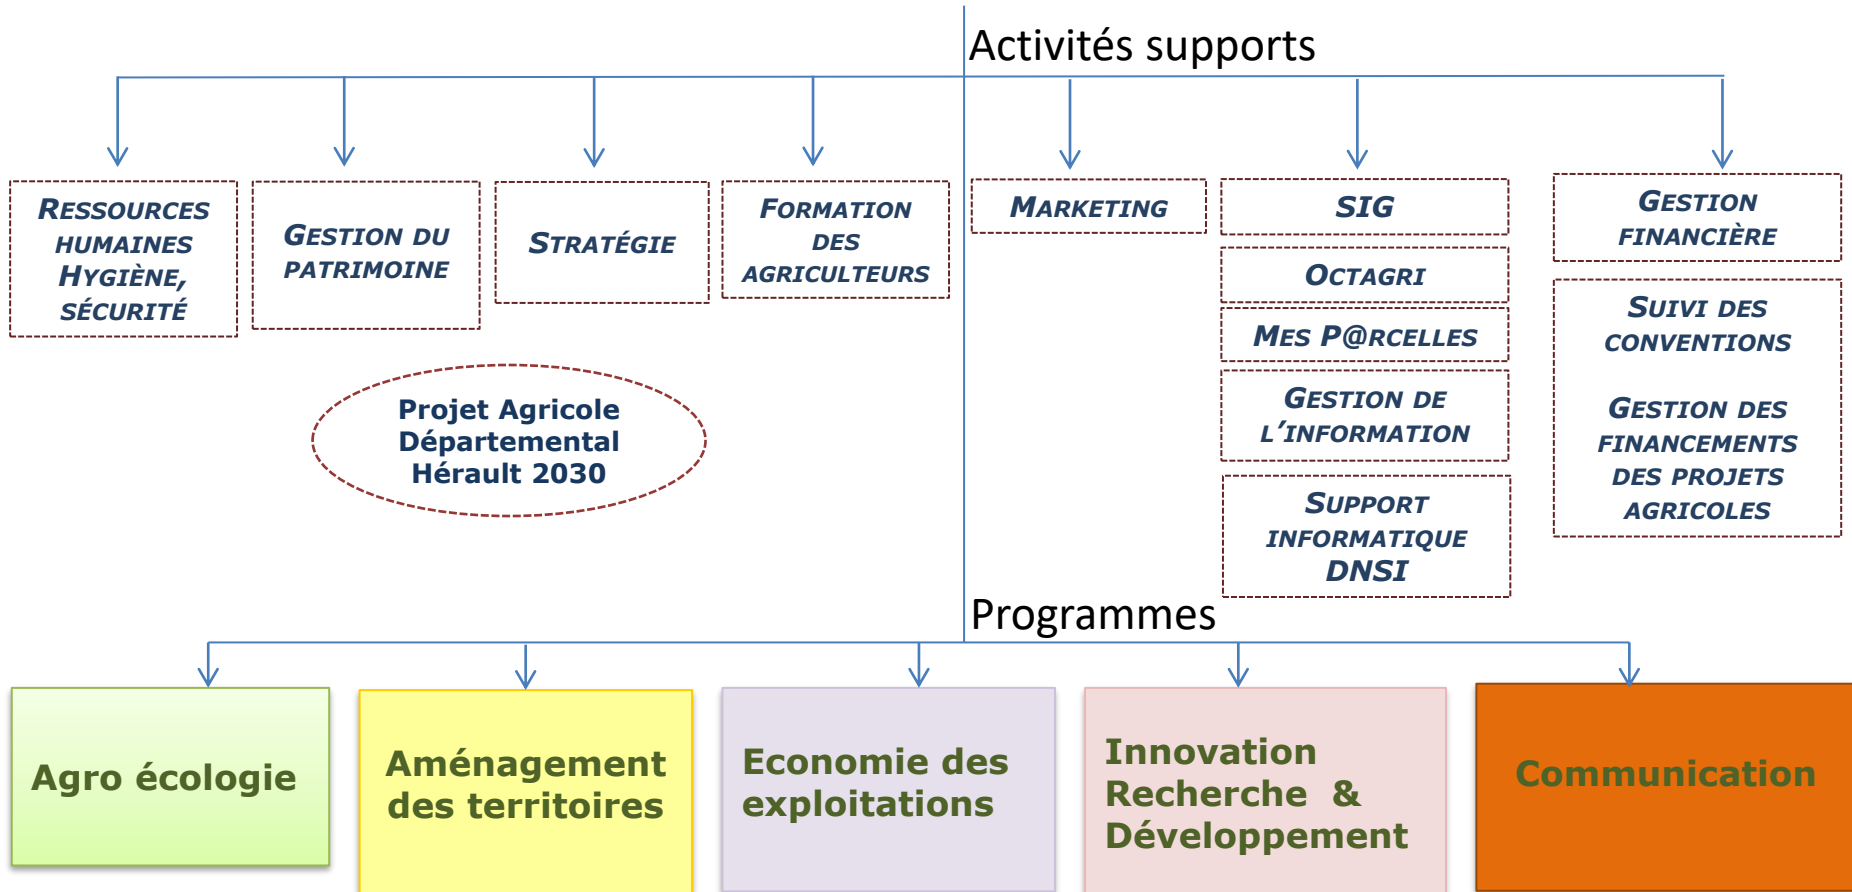 Activités supports
RESSOURCES
HUMAINES
HYGIÈNE,
SÉCURITÉ
GESTION DU
PATRIMOINE
STRATÉGIE
FORMATION
DES
AGRICULTEURS
MARKETING
SIG
OCTAGRI
MES P@RCELLES
GESTION DE
L'INFORMATION
SUPPORT
INFORMATIQUE
DNSI
GESTION
FINANCIÈRE
SUIVI DES
CONVENTIONS
GESTION DES
FINANCEMENTS
DES PROJETS
AGRICOLES
Projet Agricole
Départemental
Hérault 2030
Programmes
Agro écologie
Aménagement
des territoires
Economie des
exploitations
Innovation
Recherche &
Développement
Communication